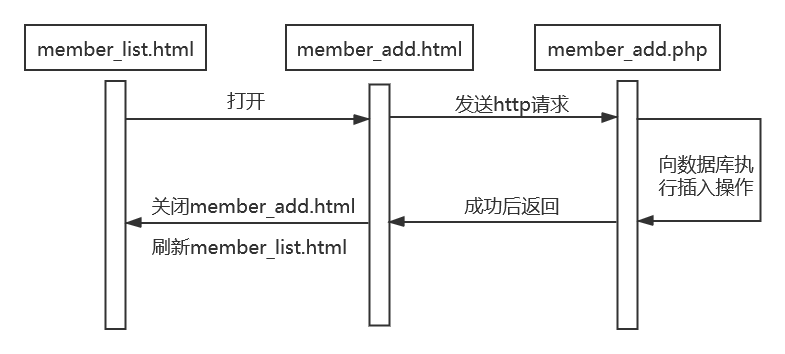 member_list.html
member_add.html
member_add.php
打开
发送http请求
向数据库执
行插入操作
关闭member_add.html
成功后返回
刷新member_list.html